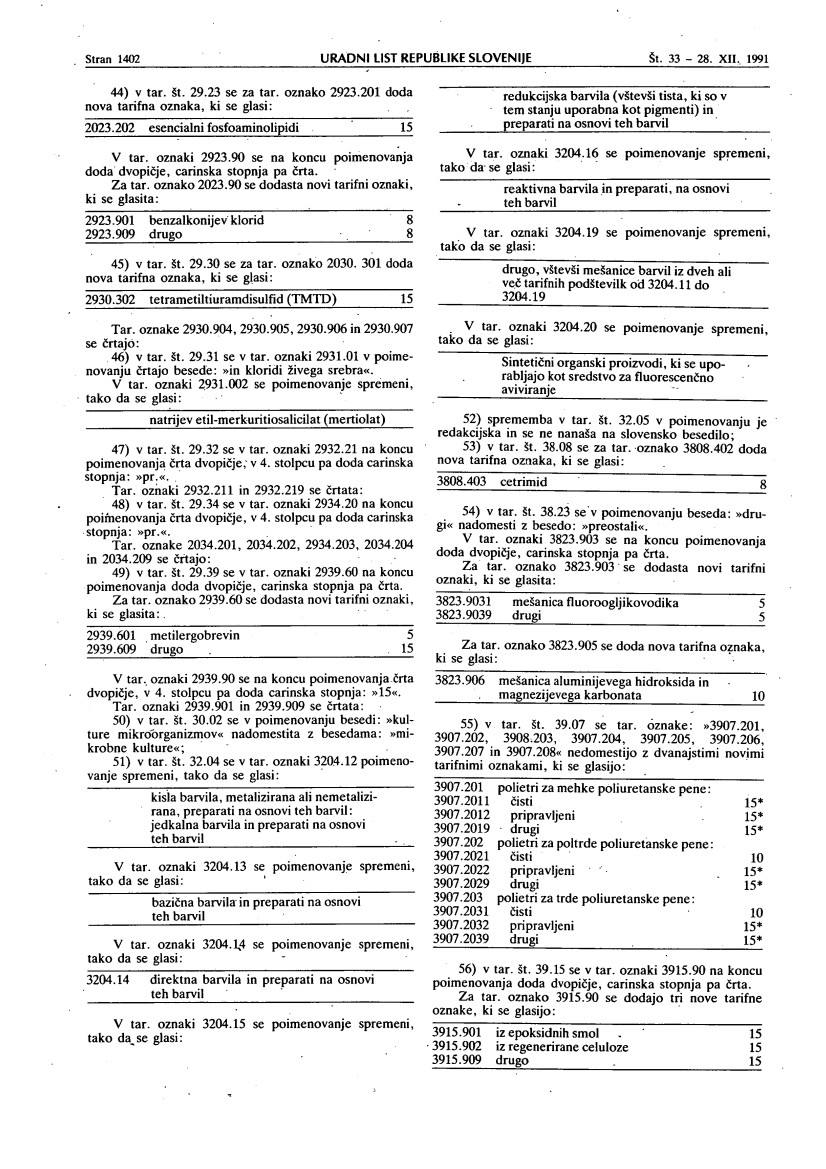 Stran 1402 URADNI LIST REPUBLIKE SLOVENIJE Št. 33 – 28. XII. 1991
44) v tar. št. 29.23 se za tar. oznako 2923.201 doda
nova tarifna oznaka, ki se glasi:
2023.202 esencialni fosfoaminolipidi 15
V tar. oznaki 2923.90 se na koncu poimenovanja
doda dvopičje, carinska stopnja pa črta.
Za tar. oznako 2023.90 se dodasta novi tarifni oznaki,
ki se glasita:
2923.901 benzalkonijev klorid 8
2923.909 drugo 8
45) v tar. št. 29.30 se za tar. oznako 2030. 301 doda
nova tarifna oznaka, ki se glasi:
2930.302 tetrametiltiuramdisulfid (TMTD) 15
Tar. oznake 2930.904, 2930.905, 2930.906 in 2930.907
se črtajo:
46) v tar. št. 29.31 se v tar. oznaki 2931.01 v poime-
novanju črtajo besede: »in kloridi živega srebra«.
V tar. oznaki 2931.002 se poimenovanje spremeni,
tako da se glasi:
natrijev etil-merkuritiosalicilat (mertiolat)
47) v tar. št. 29.32 se v tar. oznaki 2932.21 na koncu
poimenovanja črta dvopičje, v 4. stolpcu pa doda carinska
stopnja: »pr.«.
Tar. oznaki 2932.211 in 2932.219 se črtata:
48) v tar. št. 29.34 se v tar. oznaki 2934.20 na koncu
poimenovanja črta dvopičje, v 4. stolpcu pa doda carinska
stopnja: »pr.«.
Tar. oznake 2034.201, 2034.202, 2934.203, 2034.204
in 2034.209 se črtajo:
49) v tar. št. 29.39 se v tar. oznaki 2939.60 na koncu
poimenovanja doda dvopičje, carinska stopnja pa črta.
Za tar. oznako 2939.60 se dodasta novi tarifni oznaki,
ki se glasita:
2939.601 metilergobrevin 5
2939.609 drugo 15
V tar. oznaki 2939.90 se na koncu poimenovanja črta
dvopičje, v 4. stolpcu pa doda carinska stopnja: »15«.
Tar. oznaki 2939.901 in 2939.909 se črtata:
50) v tar. št. 30.02 se v poimenovanju besedi: »kul-
ture mikroorganizmov« nadomestita z besedama: »mi-
krobne kulture«;
51) v tar. št. 32.04 se v tar. oznaki 3204.12 poimeno-
vanje spremeni, tako da se glasi:
kisla barvila, metalizirana ali nemetalizi-
rana, preparati na osnovi teh barvil:
jedkalna barvila in preparati na osnovi
teh barvil
V tar. oznaki 3204.13 se poimenovanje spremeni,
tako da se glasi:
bazična barvila in preparati na osnovi
teh barvil
V tar. oznaki 3204.14 se poimenovanje spremeni,
tako da se glasi:
3204.14 direktna barvila in preparati na osnovi
teh barvil
V tar. oznaki 3204.15 se poimenovanje spremeni,
tako da se glasi:
redukcijska barvila (vštevši tista, ki so v
tem stanju uporabna kot pigmenti) in
preparati na osnovi teh barvil
V tar. oznaki 3204.16 se poimenovanje spremeni,
tako da se glasi:
reaktivna barvila in preparati, na osnovi
teh barvil
V tar. oznaki 3204.19 se poimenovanje spremeni,
tako da se glasi:
drugo, vštevši mešanice barvil iz dveh ali
več tarifnih podštevilk od 3204.11 do
3204.19
V tar. oznaki 3204.20 se poimenovanje spremeni,
tako da se glasi:
Sintetični organski proizvodi, ki se upo-
rabljajo kot sredstvo za fluorescenčno
aviviranje
52) sprememba v tar. št. 32.05 v poimenovanju je
redakcijska in se ne nanaša na slovensko besedilo;
53) v tar. št. 38.08 se za tar. oznako 3808.402 doda
nova tarifna oznaka, ki se glasi:
3808.403 cetrimid 8
54) v tar. št. 38.23 se v poimenovanju beseda: »dru-
gi« nadomesti z besedo: »preostali«.
V tar. oznaki 3823.903 se na koncu poimenovanja
doda dvopičje, carinska stopnja pa črta.
Za tar. oznako 3823.903 se dodasta novi tarifni
oznaki, ki se glasita:
3823.9031 mešanica fluoroogljikovodika 5
3823.9039 drugi 5
Za tar. oznako 3823.905 se doda nova tarifna oznaka,
ki se glasi:
3823.906 mešanica aluminijevega hidroksida in
magnezijevega karbonata 10
55) v tar. št. 39.07 se tar. oznake: »3907.201,
3907.202, 3908.203, 3907.204, 3907.205, 3907.206,
3907.207 in 3907.208« nedomestijo z dvanajstimi novimi
tarifnimi oznakami, ki se glasijo:
3907.201 polietri za mehke poliuretanske pene:
3907.2011 čisti 15*
3907.2012 pripravljeni 15*
3907.2019 drugi 15*
3907.202 polietri za poltrde poliuretanske pene:
3907.2021 čisti 10
3907.2022 pripravljeni 15*
3907.2029 drugi 15*
3907.203 polietri za trde poliuretanske pene:
3907.2031 čisti 10
3907.2032 pripravljeni 15*
3907.2039 drugi 15*
56) v tar. št. 39.15 se v tar. oznaki 3915.90 na koncu
poimenovanja doda dvopičje, carinska stopnja pa črta.
Za tar. oznako 3915.90 se dodajo tri nove tarifne
oznake, ki se glasijo:
3915.901 iz epoksidnih smol 15
3915.902 iz regenerirane celuloze 15
3915.909 drugo 15